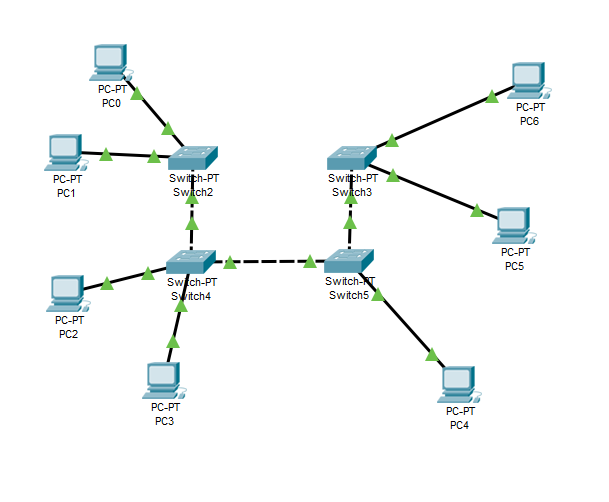 PC-PT
PC0
PC-PT
PC6
PC-PT
PC1
Switch-PT
Switch2
Switch-PT
Switch3
PC-PT
PC5
Switch-PT
Switch4
Switch-PT
Switch5
PC-PT
PC2
PC-PT
PC3
PC-PT
PC4